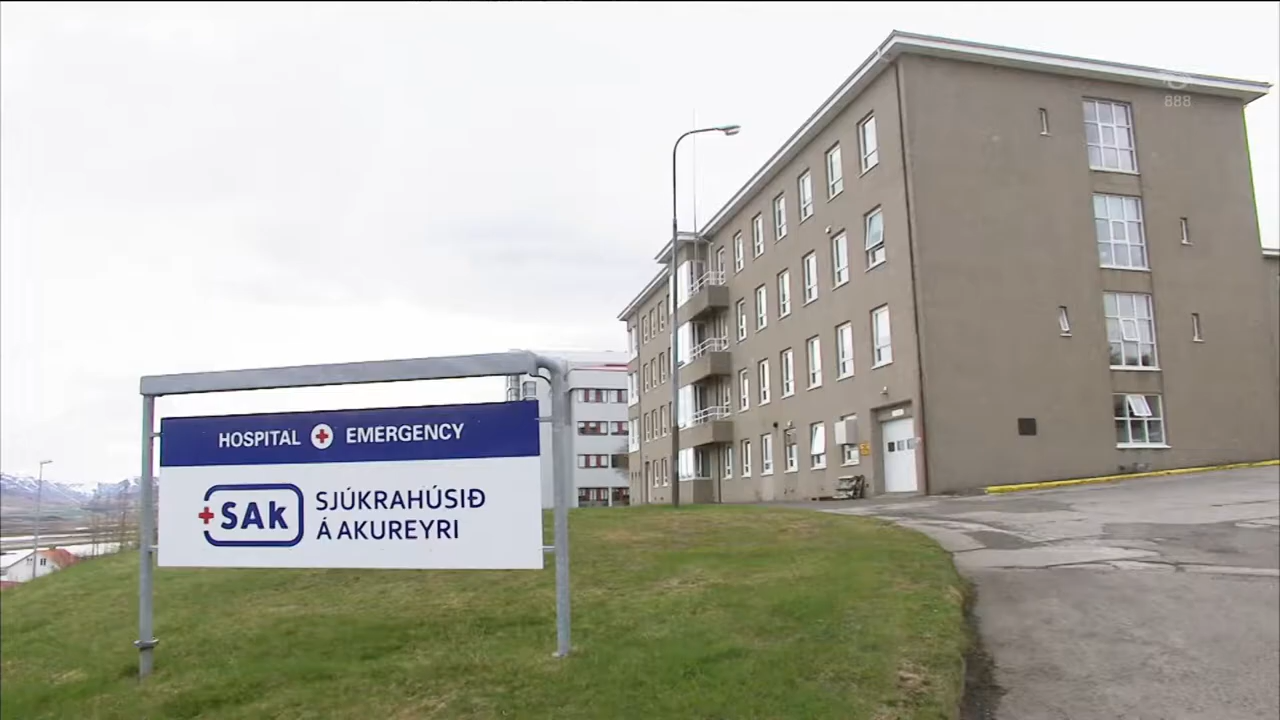 888
HOSPITAL EMERGENCY
SAk
SJÚKRAHÚSIÐ
Á AKUREYRI